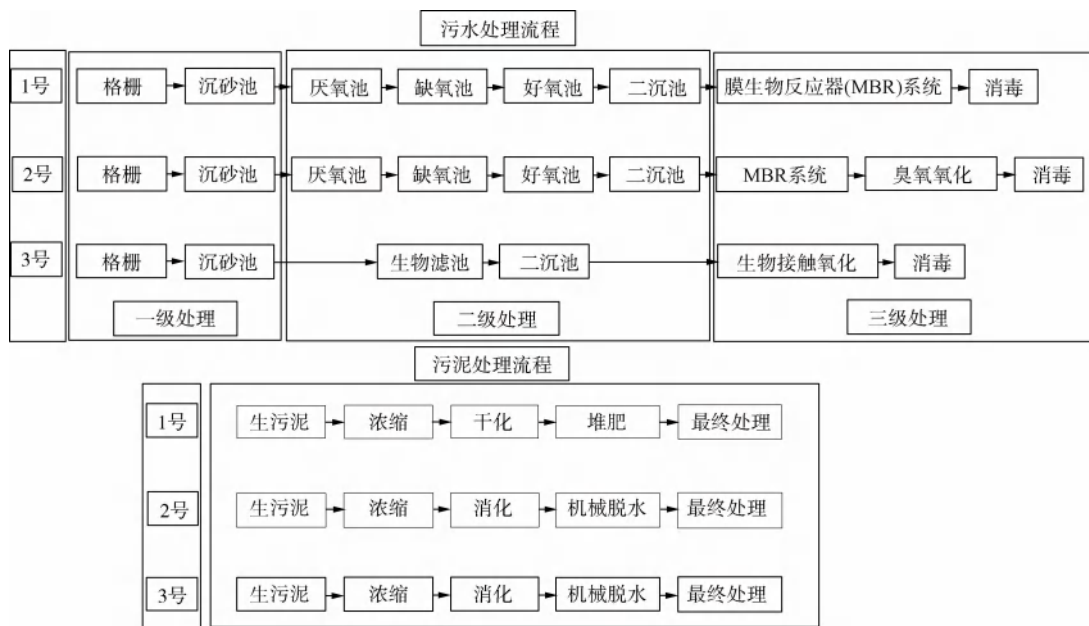 污水处理流程
1号 格栅 沉砂池 厌氧池 缺氧池 好氧池 二沉池 膜生物反应器(MBR)系统 消毒
2号 格栅 沉砂池 厌氧池 缺氧池 好氧池 二沉池 MBR系统 臭氧氧化 消毒
3号 格栅 沉砂池 生物滤池 二沉池 生物接触氧化 消毒
一级处理 二级处理 三级处理
污泥处理流程
1号 生污泥 浓缩 干化 堆肥 最终处理
2号 生污泥 浓缩 消化 机械脱水 最终处理
3号 生污泥 浓缩 消化 机械脱水 最终处理